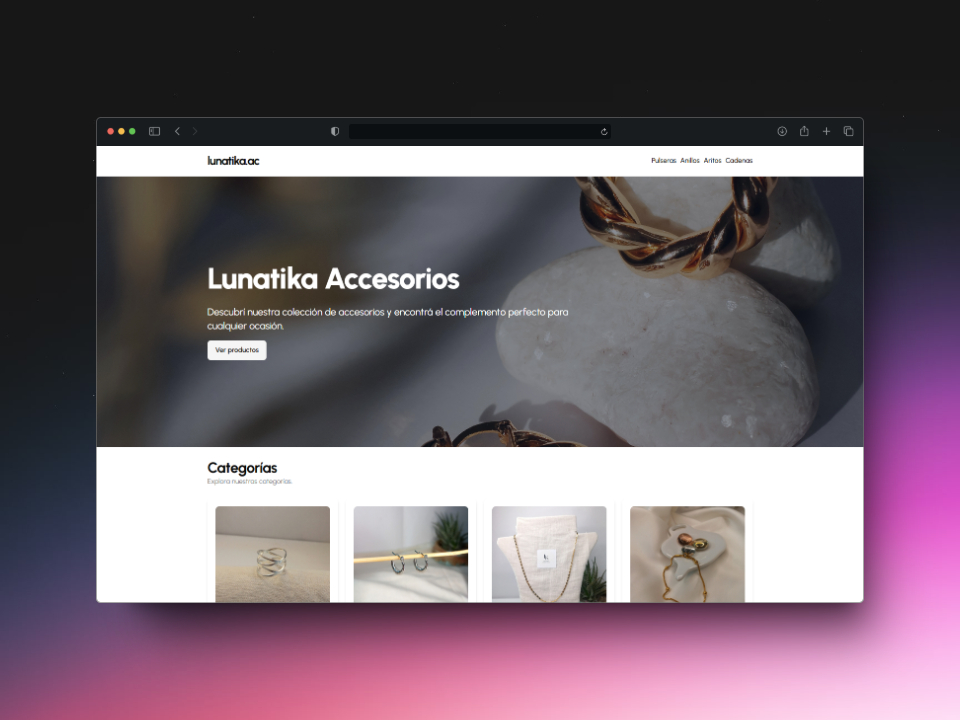 lunatika.ac
Pulseras Anillos Aritos Cadenas
Lunatika Accesorios
Descubrí nuestra colección de accesorios y encontrá el complemento perfecto para
cualquier ocasión.
Ver productos
Categorías
Explora nuestras categorías.